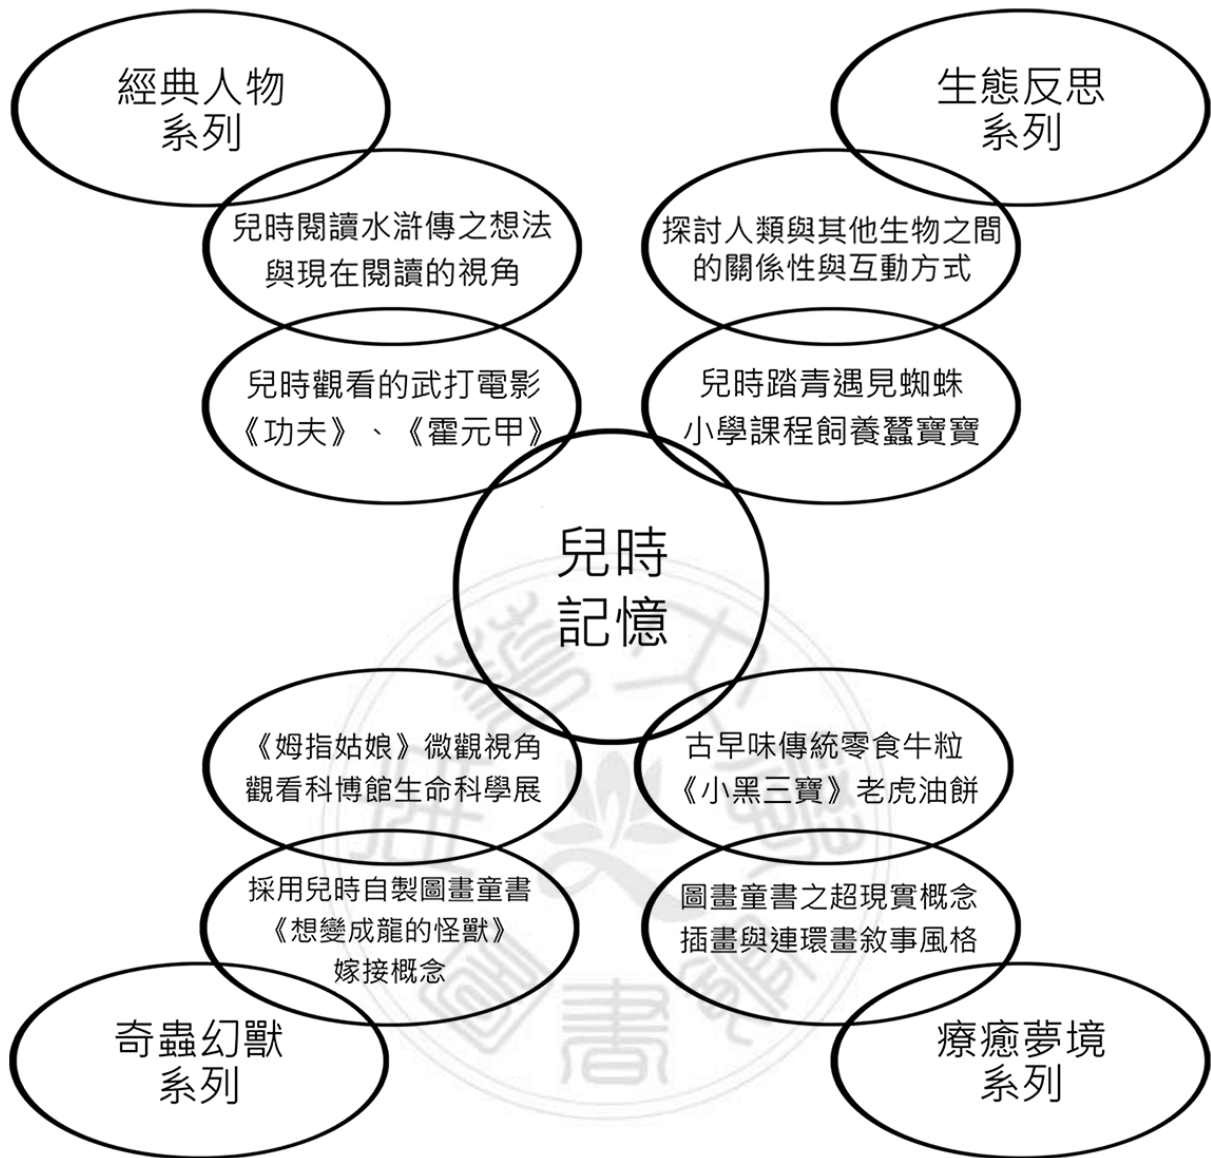 經典人物
系列
兒時閱讀水滸傳之想法
與現在閱讀的視角
兒時觀看的武打電影
《功夫》、《霍元甲》
生態反思
系列
探討人類與其他生物之間
的關係性與互動方式
兒時踏青遇見蜘蛛
小學課程飼養蠶寶寶
兒時
記憶
《姆指姑娘》微觀視角
觀看科博館生命科學展
採用兒時自製圖畫童書
《想變成龍的怪獸》
嫁接概念
奇蟲幻獸
系列
古早味傳統零食牛粒
《小黑三寶》老虎油餅
圖畫童書之超現實概念
插畫與連環畫敘事風格
療癒夢境
系列